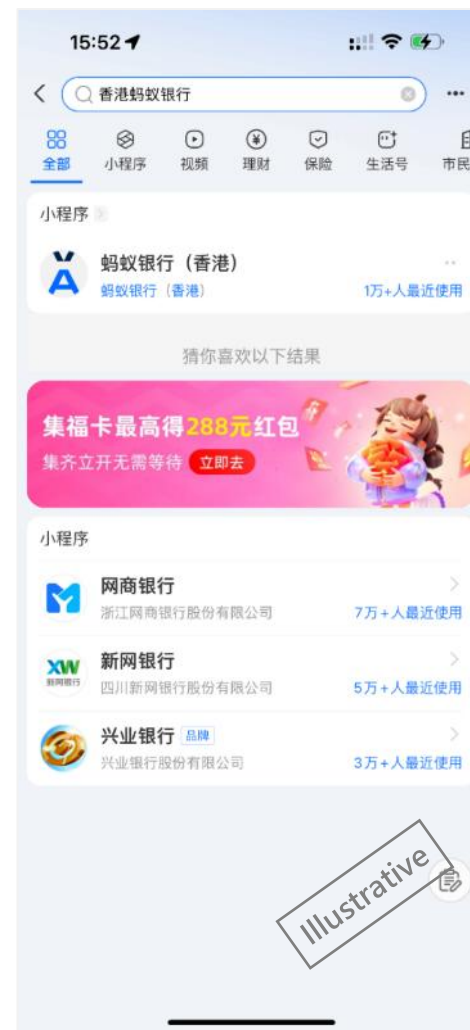 15:52
香港蚂蚁银行
全部 小程序 视频 理财 保险 生活号 市民
小程序
蚂蚁银行（香港）
蚂蚁银行（香港） 1万+人最近使用
猜你喜欢以下结果
集福卡最高得288元红包
集齐立开无需等待 立即去
小程序
网商银行
浙江网商银行股份有限公司 7万+人最近使用
XW
新网银行
新网银行
四川新网银行股份有限公司 5万+人最近使用
兴业银行 品牌
兴业银行股份有限公司 3万+人最近使用
Illustrative